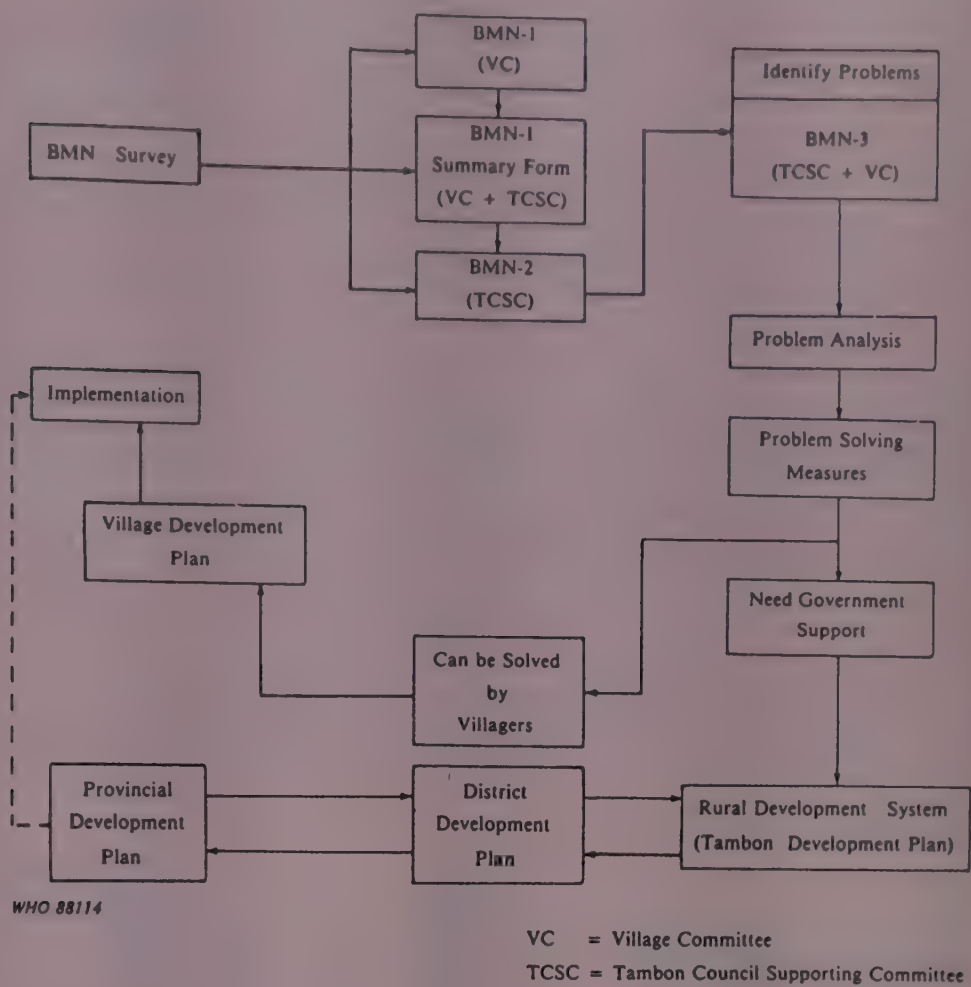 BMN-1
(VC)
BMN-1
Summary Form
(VC + TCSC)
BMN-2
(TCSC)
BMN Survey
Identify Problems
BMN-3
(TCSC + VC)
Problem Analysis
Problem Solving
Measures
Need Government
Support
Implementation
Village Development
Plan
Can be Solved
by
Villagers
Provincial
Development
Plan
District
Development
Plan
Rural Development System
(Tambon Development Plan)
WHO 88114
VC = Village Committee
TCSC = Tambon Council Supporting Committee